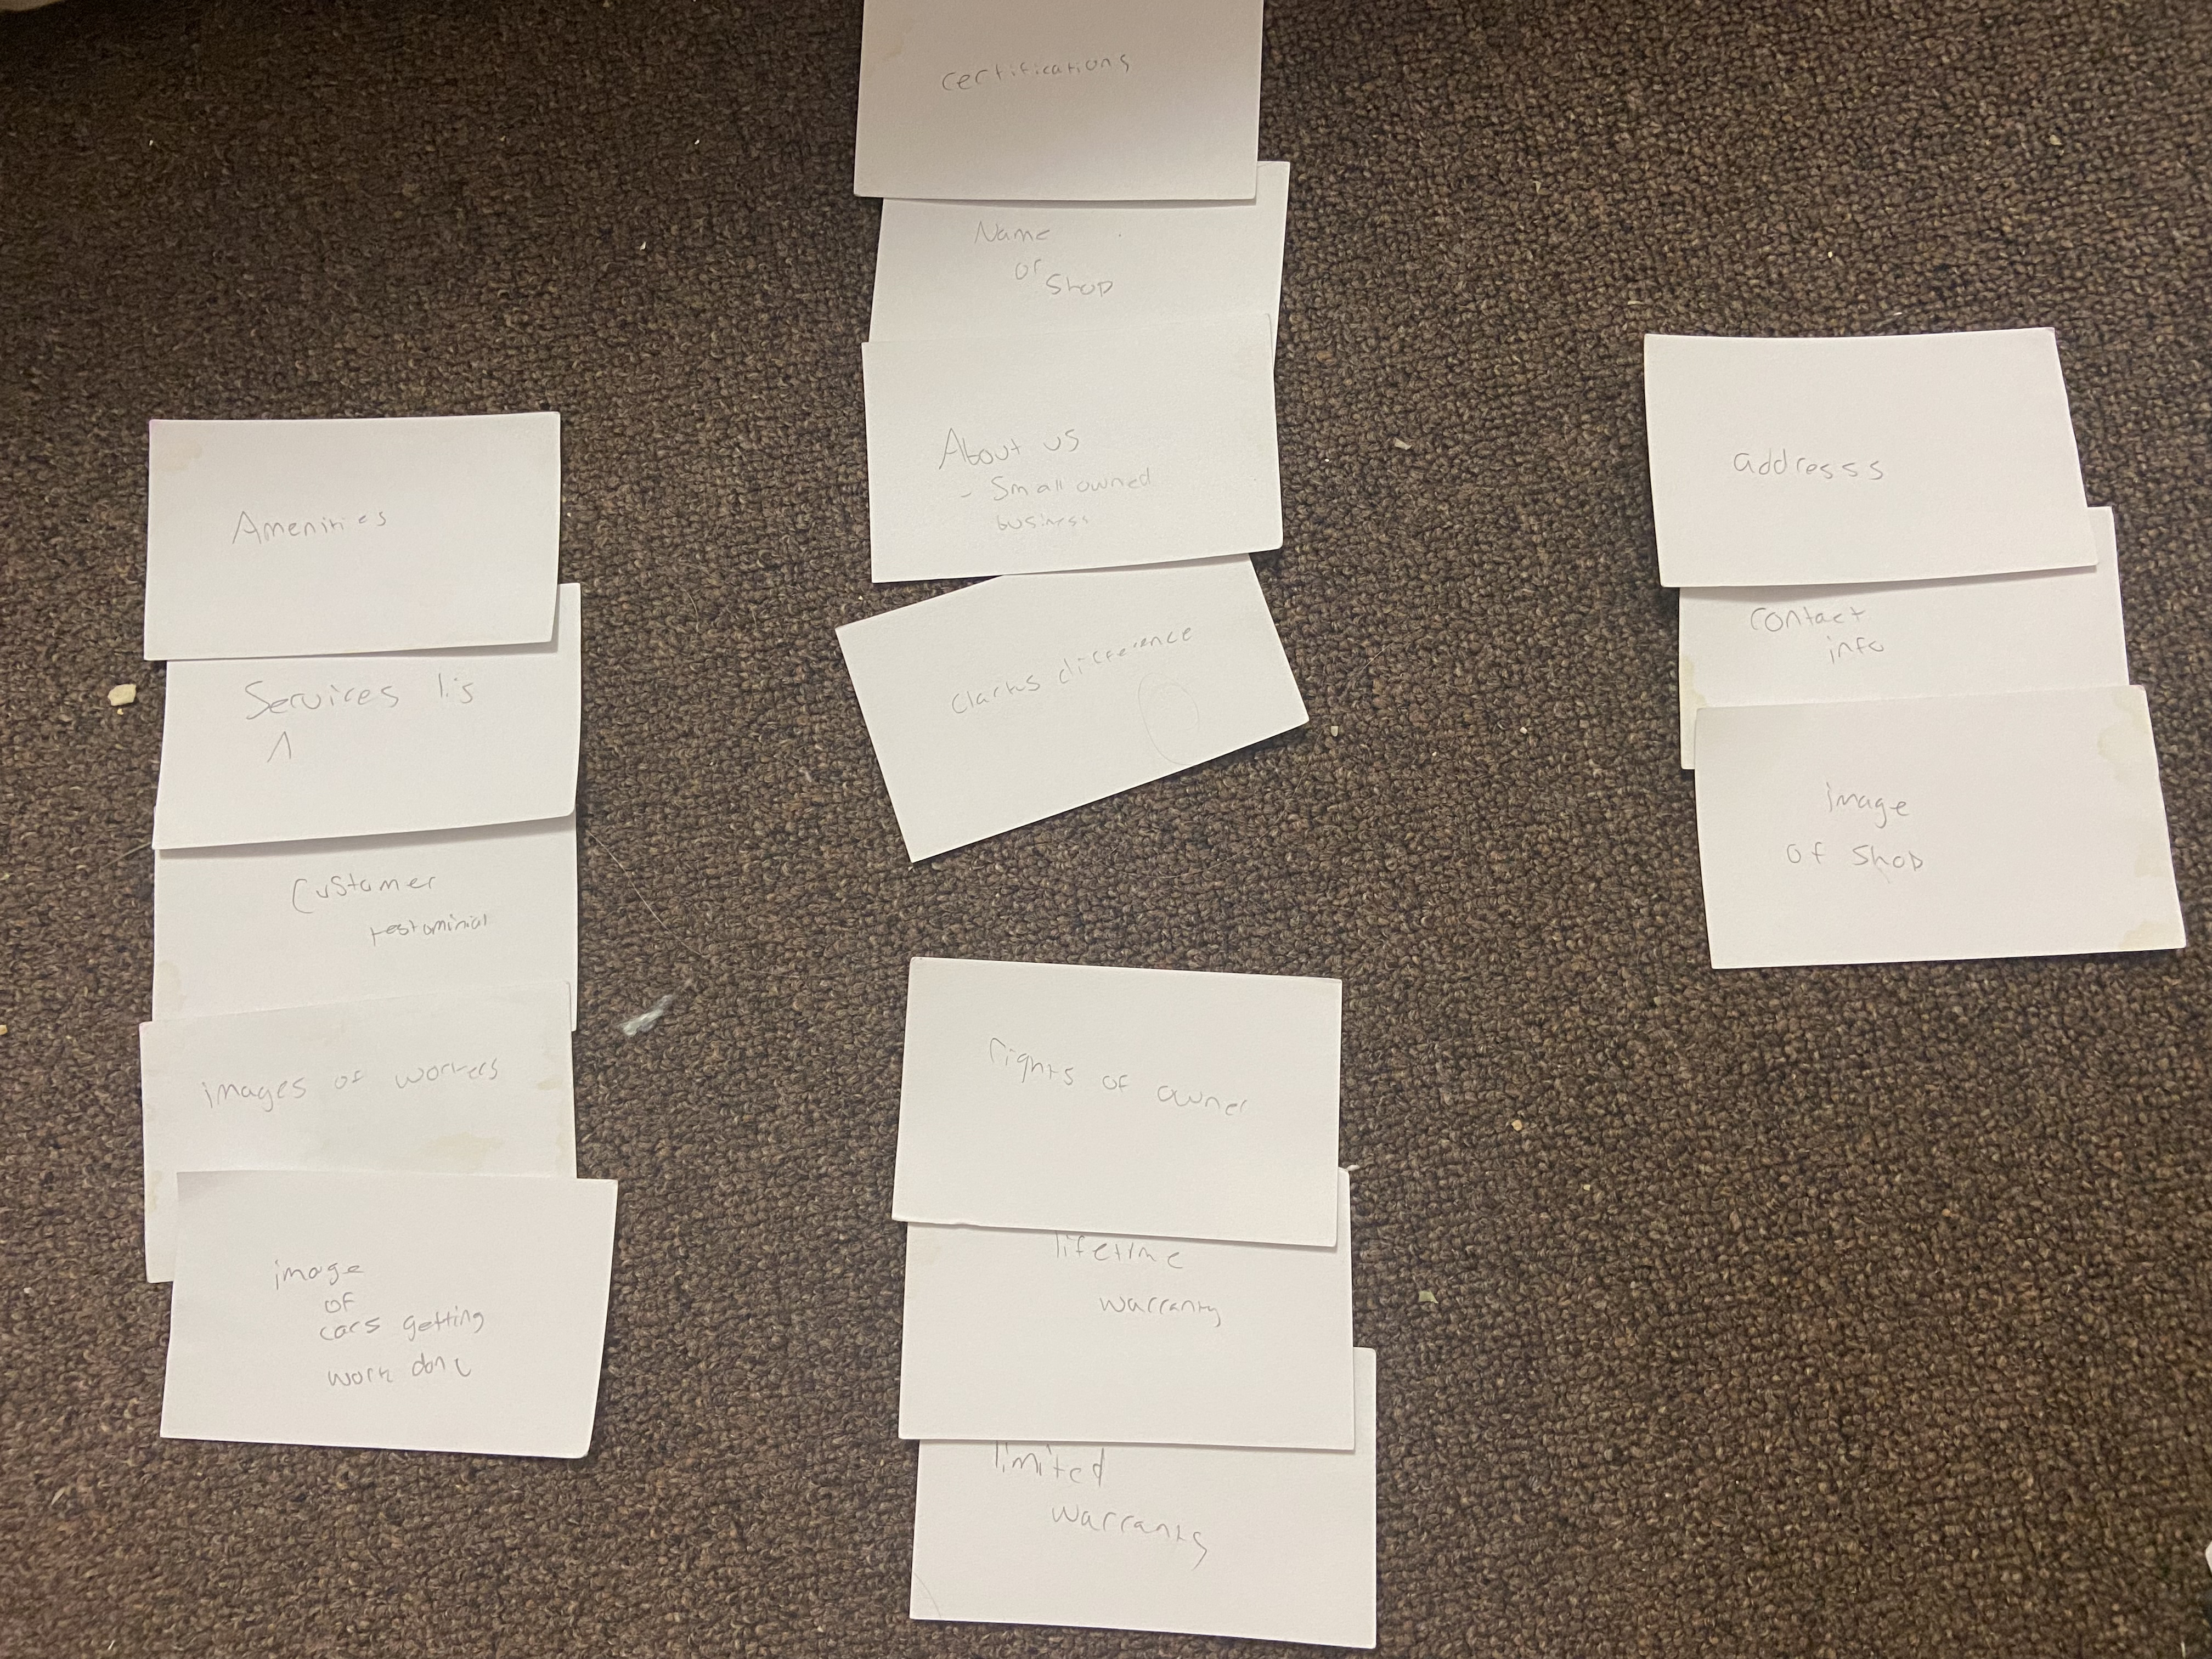 certifications
Name
of
Shop
About us
- Small owned
business
Clarks difference
Amenities
Services lis
Customer
testominial
images of workers
image
of
cars getting
work done
rights of owner
lifetime
warranty
limited
warranty
addresss
contact
info
image
of shop